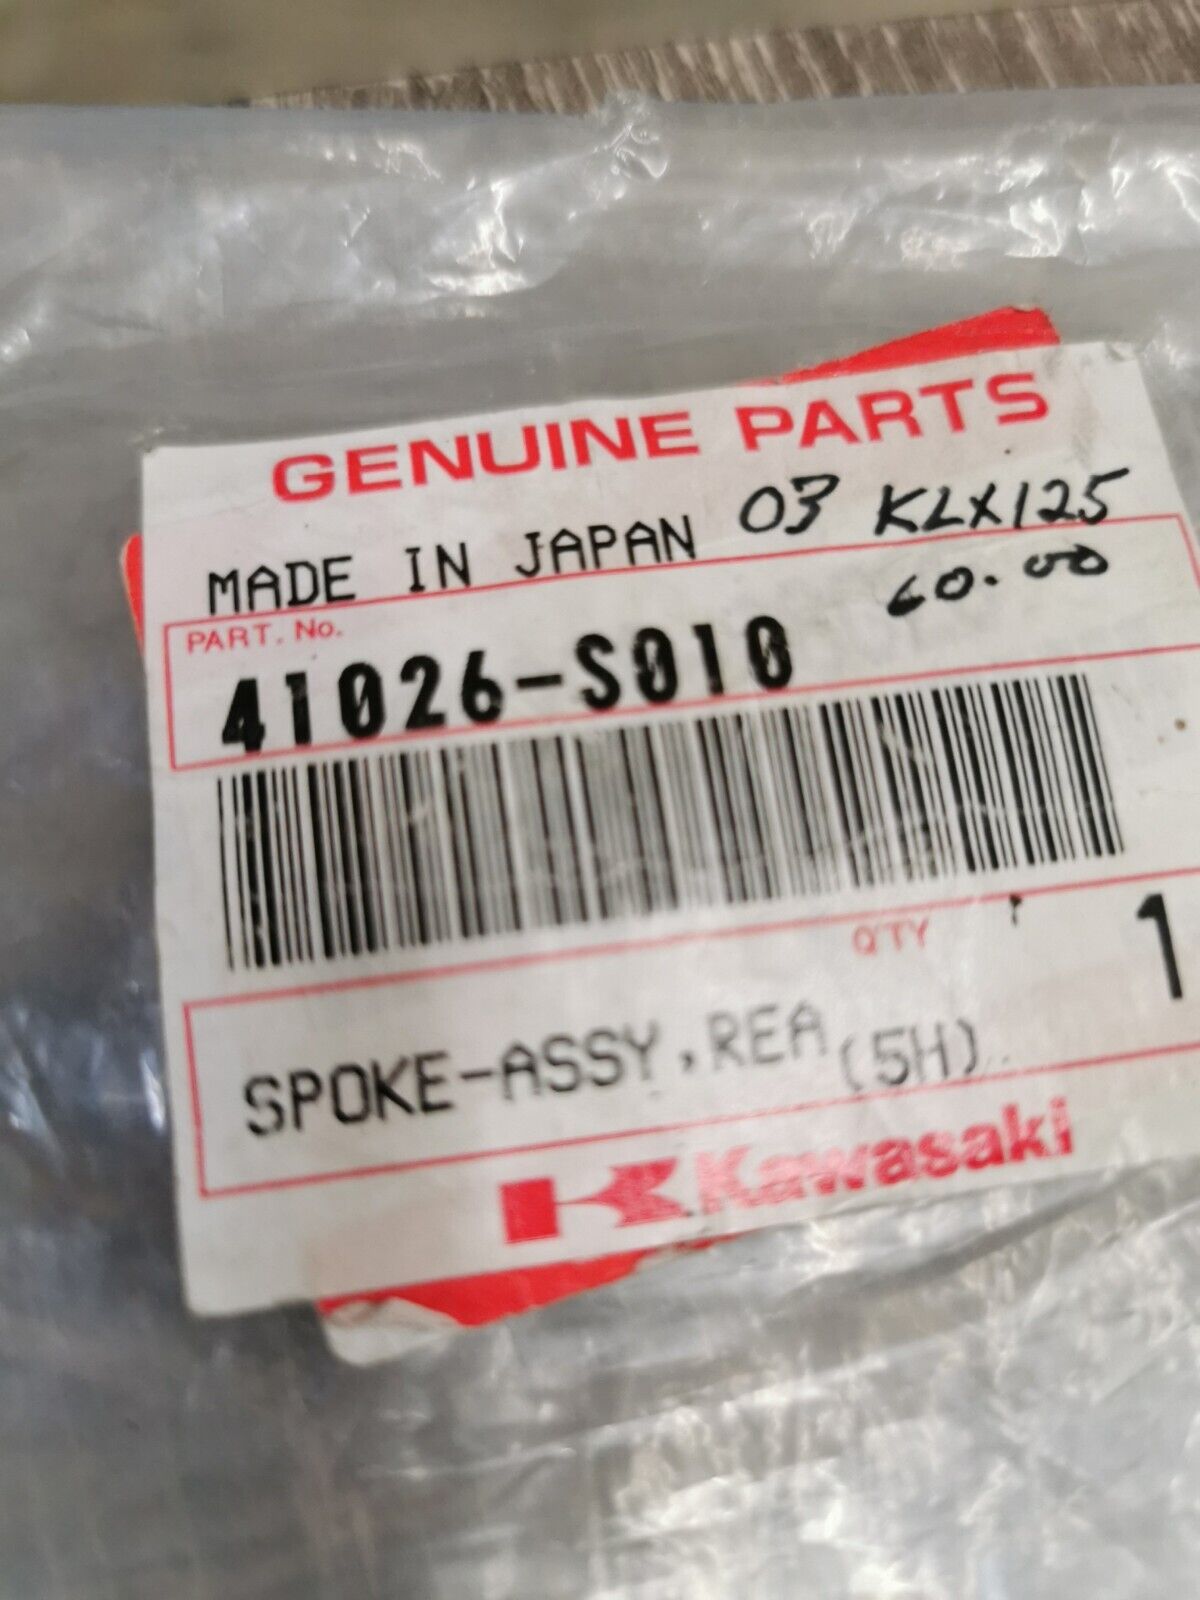 GENUINE PARTS
MADE IN JAPAN 03 KLX125
60.00
PART. No.
41026-S010
Q'TY 1
SPOKE-ASSY,REA(5H)
Kawasaki